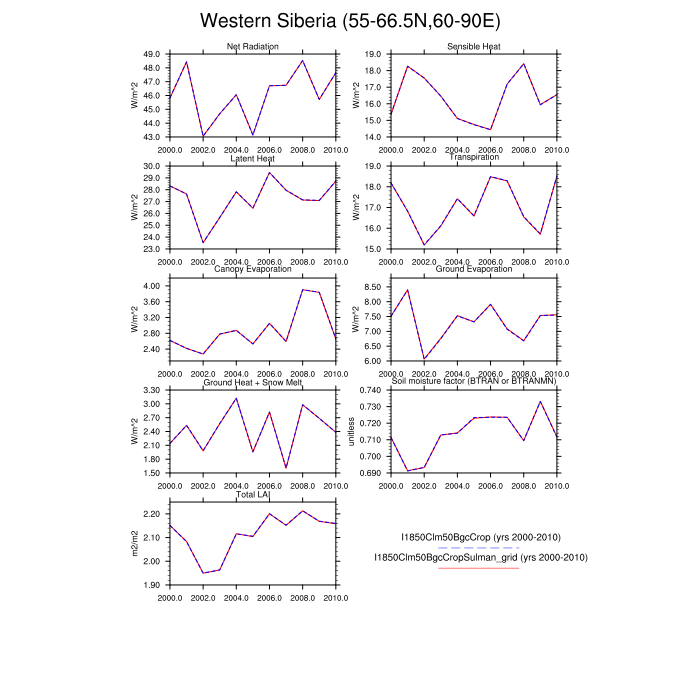 Western Siberia (55-66.5N,60-90E)
Net Radiation
W/m^2
49.0
48.0
47.0
46.0
45.0
44.0
43.0
2000.0 2002.0 2004.0 2006.0 2008.0 2010.0
Sensible Heat
W/m^2
19.0
18.0
17.0
16.0
15.0
14.0
2000.0 2002.0 2004.0 2006.0 2008.0 2010.0
Latent Heat
W/m^2
30.0
29.0
28.0
27.0
26.0
25.0
24.0
23.0
2000.0 2002.0 2004.0 2006.0 2008.0 2010.0
Transpiration
W/m^2
19.0
18.0
17.0
16.0
15.0
2000.0 2002.0 2004.0 2006.0 2008.0 2010.0
Canopy Evaporation
W/m^2
4.00
3.60
3.20
2.80
2.40
2000.0 2002.0 2004.0 2006.0 2008.0 2010.0
Ground Evaporation
W/m^2
8.50
8.00
7.50
7.00
6.50
6.00
2000.0 2002.0 2004.0 2006.0 2008.0 2010.0
Ground Heat + Snow Melt
W/m^2
3.30
3.00
2.70
2.40
2.10
1.80
1.50
2000.0 2002.0 2004.0 2006.0 2008.0 2010.0
Soil moisture factor (BTRAN or BTRANMN)
unitless
0.740
0.730
0.720
0.710
0.700
0.690
2000.0 2002.0 2004.0 2006.0 2008.0 2010.0
Total LAI
m2/m2
2.20
2.10
2.00
1.90
2000.0 2002.0 2004.0 2006.0 2008.0 2010.0
I1850Clm50BgcCrop (yrs 2000-2010)
I1850Clm50BgcCropSulman_grid (yrs 2000-2010)